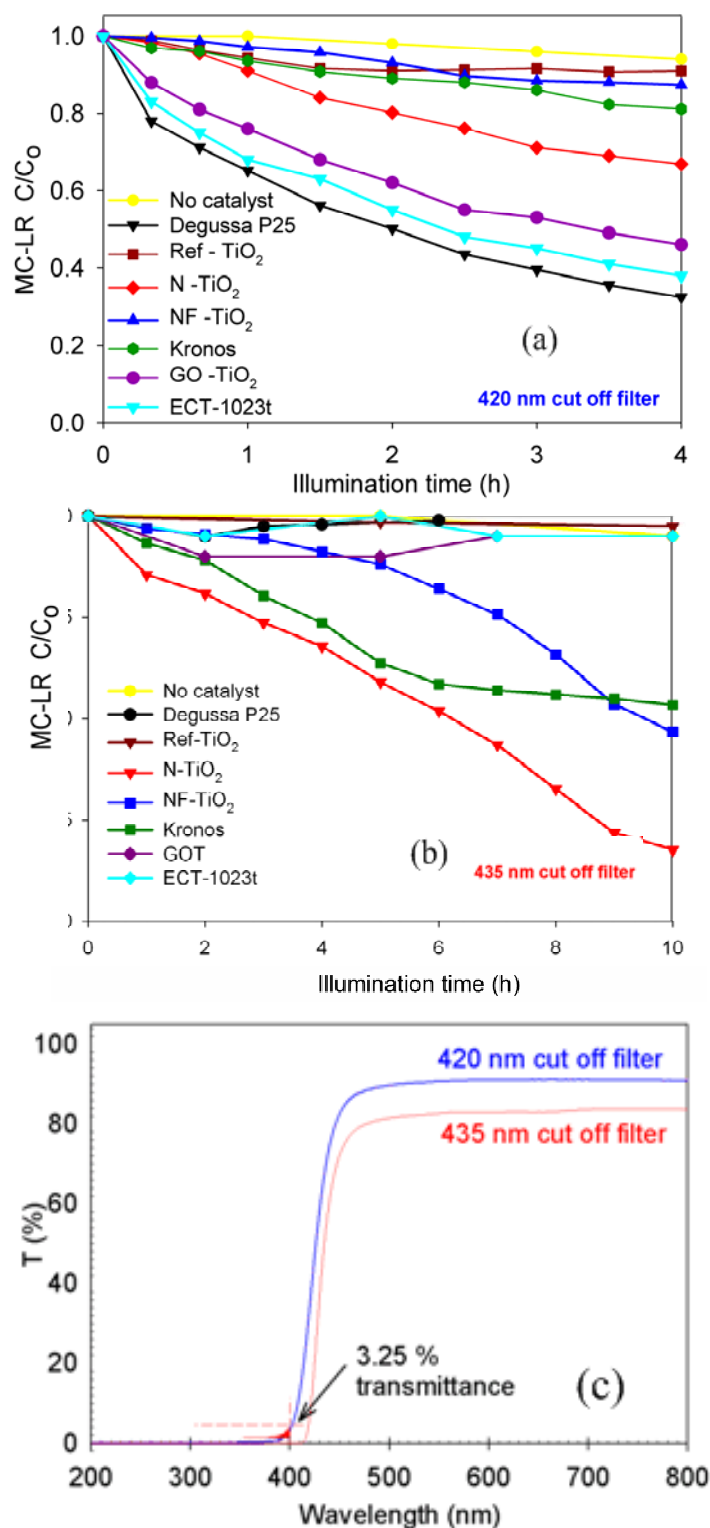 1.0
0.8
0.6
0.4
0.2
0.0
MC-LR C/C₀
No catalyst
Degussa P25
Ref - TiO₂
N -TiO₂
NF -TiO₂
Kronos
GO -TiO₂
ECT-1023t
(a)
420 nm cut off filter
0 1 2 3 4
Illumination time (h)
MC-LR C/C₀
No catalyst
Degussa P25
Ref-TiO₂
N-TiO₂
NF-TiO₂
Kronos
GOT
ECT-1023t
(b)
435 nm cut off filter
0 2 4 6 8 10
Illumination time (h)
100
80
60
40
20
0
T (%)
420 nm cut off filter
435 nm cut off filter
3.25 %
transmittance
(c)
200 300 400 500 600 700 800
Wavelength (nm)